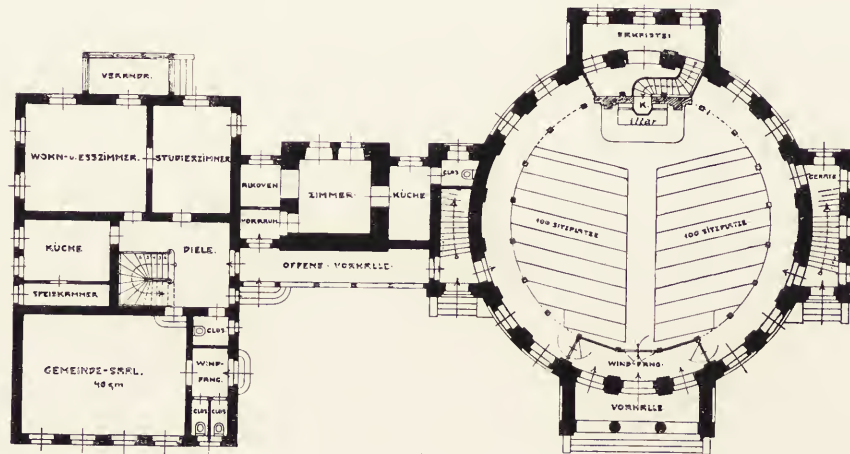 VERANDA.
WOHN- U. ESSZIMMER.
STUDIERZIMMER
KÜCHE
DIELE.
SPEISKAMMER
GEMEINDE-SAAL.
40 qm
CLOS.
WIND-
FANG.
CLOS.
CLOS.
ALKOVEN
VORRAUM.
ZIMMER.
KÜCHE
CLOS
OFFENE · VORHALLE.
SAKRISTEI
K.
Altar
100 SITZPLÄTZE
100 SITZPLÄTZE
WIND-FANG.
VORHALLE